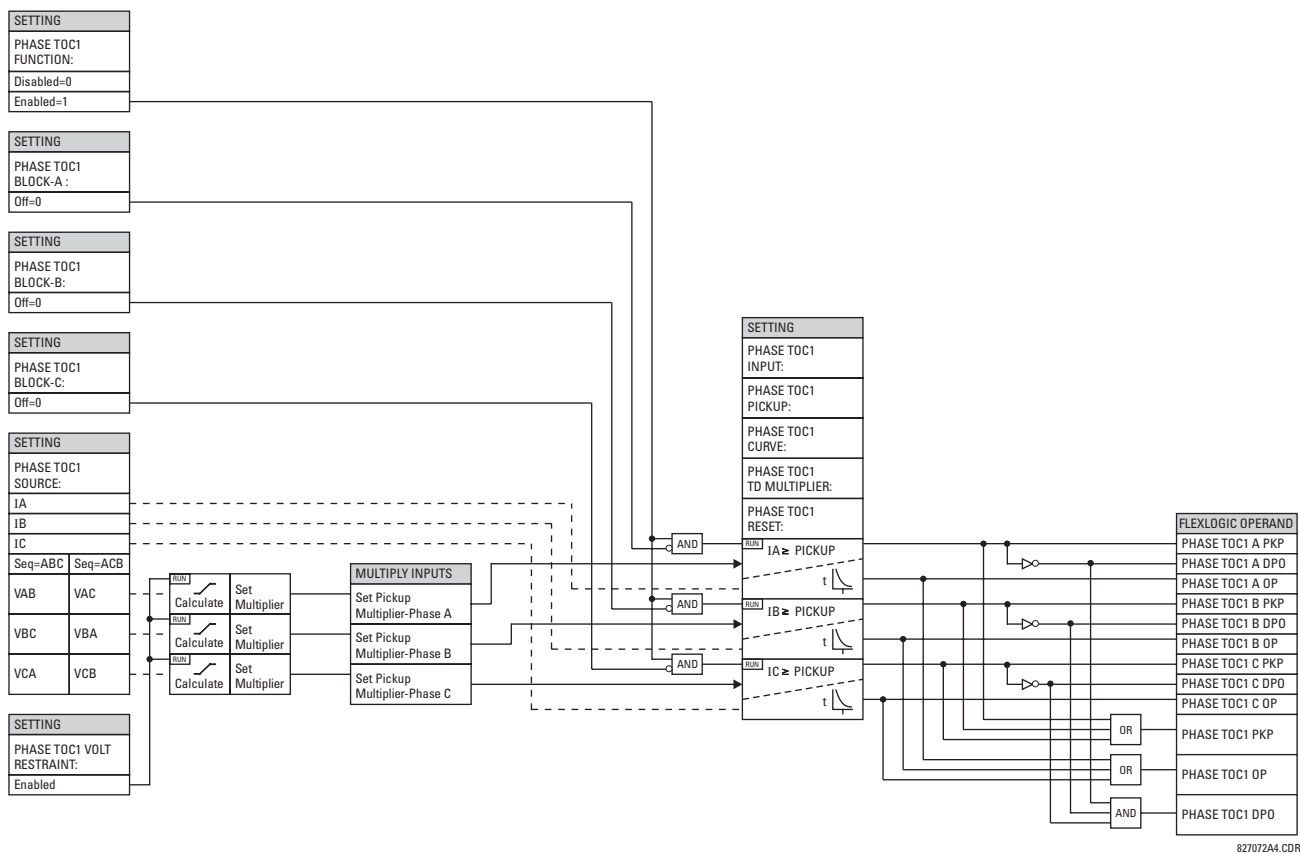 SETTING
PHASE TOC1
FUNCTION:
Disabled=0
Enabled=1
SETTING
PHASE TOC1
BLOCK-A :
Off=0
SETTING
PHASE TOC1
BLOCK-B:
Off=0
SETTING
PHASE TOC1
BLOCK-C:
Off=0
SETTING
PHASE TOC1
SOURCE:
IA
IB
IC
Seq=ABC Seq=ACB
VAB VAC
VBC VBA
VCA VCB
SETTING
PHASE TOC1 VOLT
RESTRAINT:
Enabled
RUN
Calculate
Set
Multiplier
RUN
Calculate
Set
Multiplier
RUN
Calculate
Set
Multiplier
MULTIPLY INPUTS
Set Pickup
Multiplier-Phase A
Set Pickup
Multiplier-Phase B
Set Pickup
Multiplier-Phase C
AND
AND
AND
SETTING
PHASE TOC1
INPUT:
PHASE TOC1
PICKUP:
PHASE TOC1
CURVE:
PHASE TOC1
TD MULTIPLIER:
PHASE TOC1
RESET:
RUN IA ≥ PICKUP
t
RUN IB ≥ PICKUP
t
RUN IC ≥ PICKUP
t
OR
OR
AND
FLEXLOGIC OPERAND
PHASE TOC1 A PKP
PHASE TOC1 A DPO
PHASE TOC1 A OP
PHASE TOC1 B PKP
PHASE TOC1 B DPO
PHASE TOC1 B OP
PHASE TOC1 C PKP
PHASE TOC1 C DPO
PHASE TOC1 C OP
PHASE TOC1 PKP
PHASE TOC1 OP
PHASE TOC1 DPO
827072A4.CDR